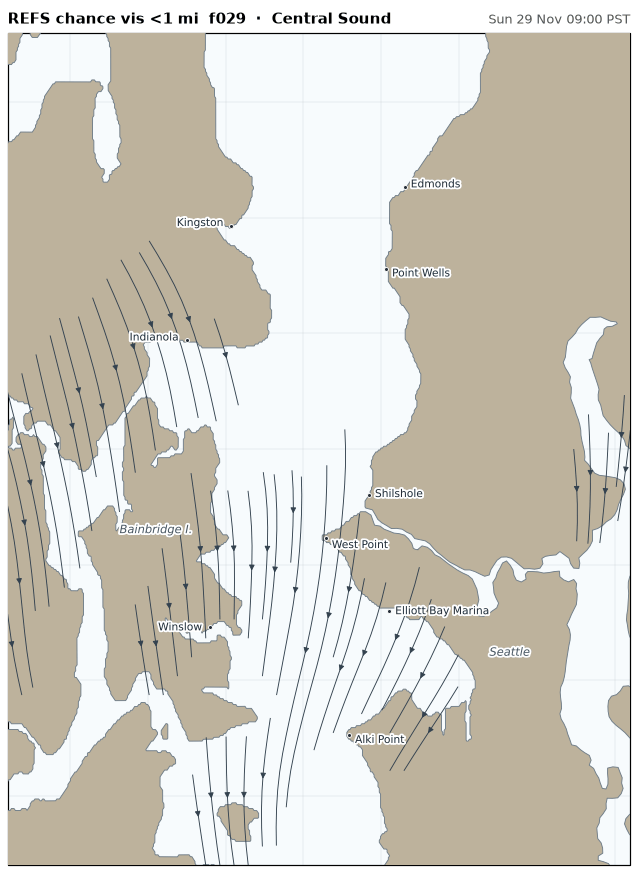 REFS chance vis <1 mi f029 · Central Sound
Sun 29 Nov 09:00 PST
Edmonds
Kingston
Point Wells
Indianola
Shilshole
Bainbridge I.
West Point
Elliott Bay Marina
Winslow
Seattle
Alki Point